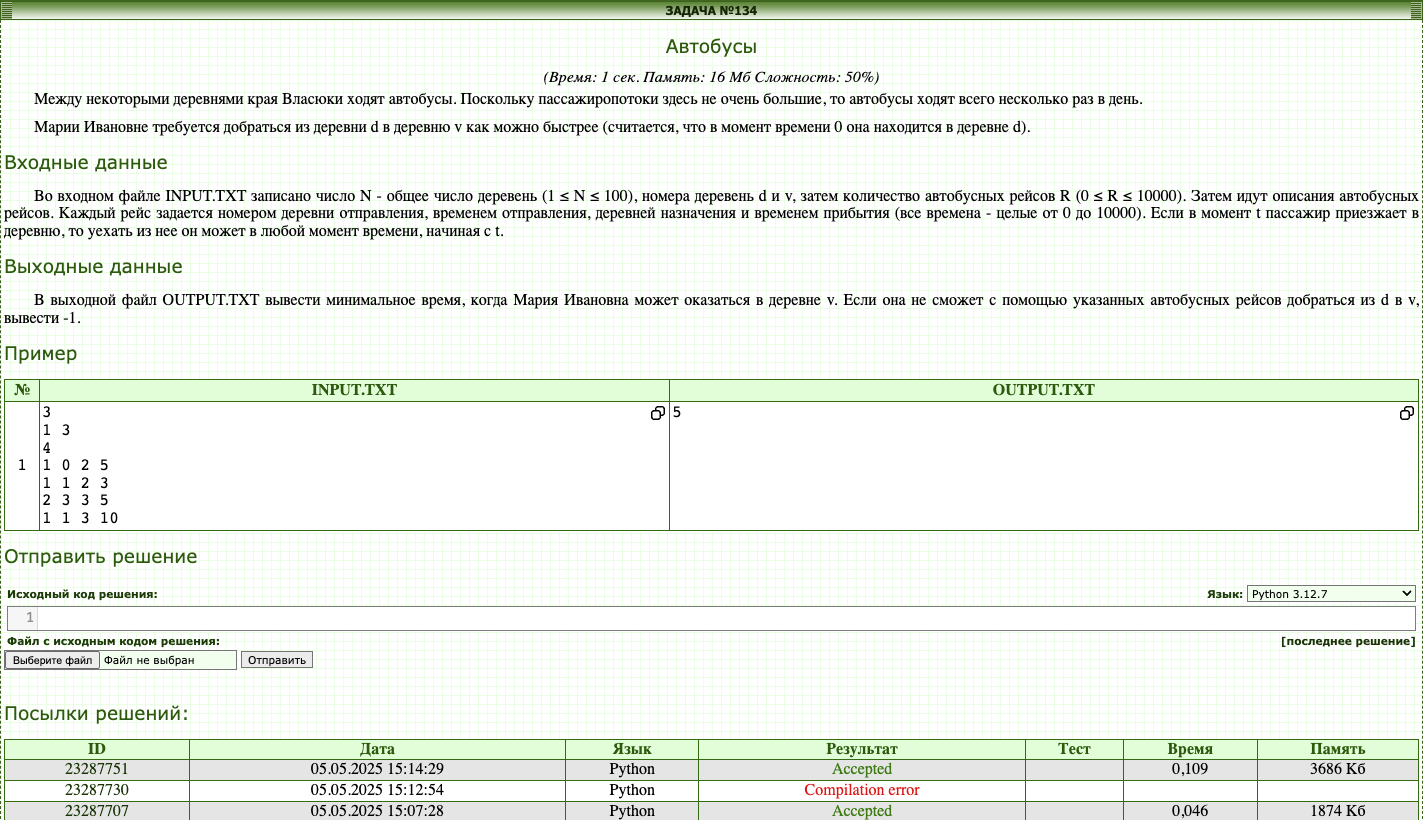 ЗАДАЧА №134
Автобусы
(Время: 1 сек. Память: 16 Мб Сложность: 50%)
Между некоторыми деревнями края Власюки ходят автобусы. Поскольку пассажиропотоки здесь не очень большие, то автобусы ходят всего несколько раз в день.
Марии Ивановне требуется добраться из деревни d в деревню v как можно быстрее (считается, что в момент времени 0 она находится в деревне d).
Входные данные
Во входном файле INPUT.TXT записано число N - общее число деревень (1 ≤ N ≤ 100), номера деревень d и v, затем количество автобусных рейсов R (0 ≤ R ≤ 10000). Затем идут описания автобусных
рейсов. Каждый рейс задается номером деревни отправления, временем отправления, деревней назначения и временем прибытия (все времена - целые от 0 до 10000). Если в момент t пассажир приезжает в
деревню, то уехать из нее он может в любой момент времени, начиная с t.
Выходные данные
В выходной файл OUTPUT.TXT вывести минимальное время, когда Мария Ивановна может оказаться в деревне v. Если она не сможет с помощью указанных автобусных рейсов добраться из d в v,
вывести -1.
Пример
№ INPUT.TXT OUTPUT.TXT
3 5
1 3
4
1 1 0 2 5
1 1 2 3
2 3 3 5
1 1 3 10
Отправить решение
Исходный код решения: Язык: Python 3.12.7
1
Файл с исходным кодом решения: [последнее решение]
Выберите файл Файл не выбран Отправить
Посылки решений:
ID Дата Язык Результат Тест Время Память
23287751 05.05.2025 15:14:29 Python Accepted 0,109 3686 Кб
23287730 05.05.2025 15:12:54 Python Compilation error
23287707 05.05.2025 15:07:28 Python Accepted 0,046 1874 Кб